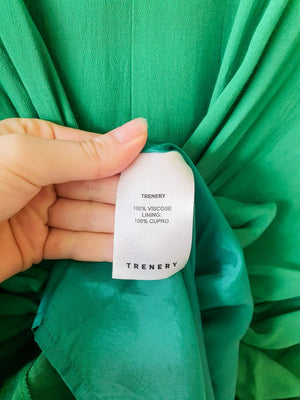 TRENERY
100% VISCOSE
LINING:
100% CUPRO
TRENERY